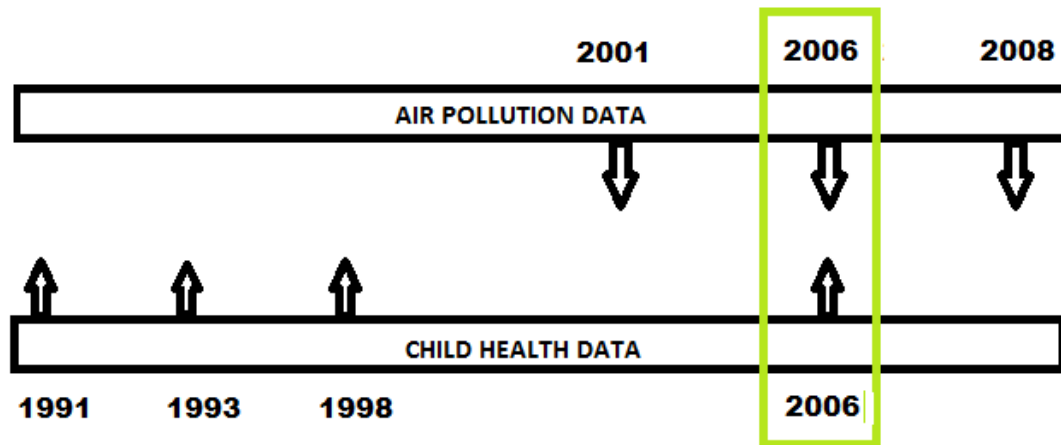 2001 2006 2008
AIR POLLUTION DATA
CHILD HEALTH DATA
1991 1993 1998 2006